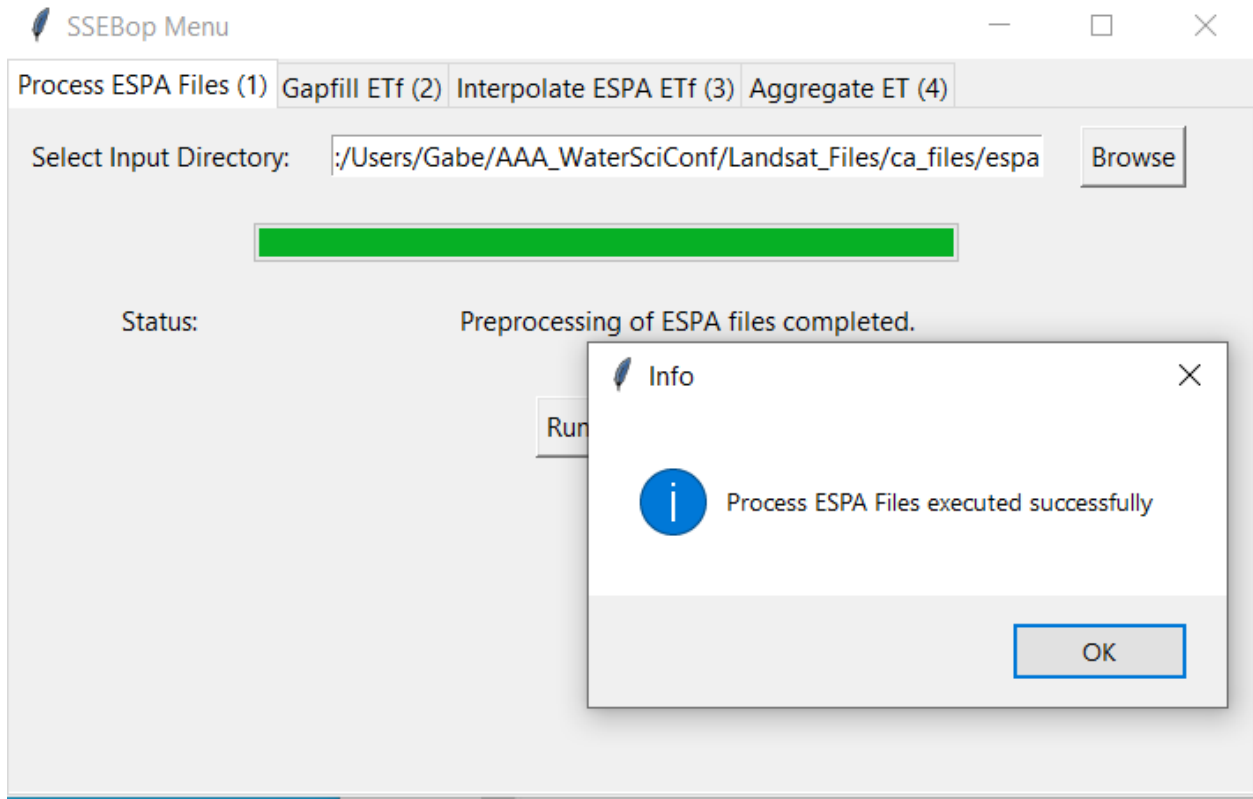 SSEBop Menu
Process ESPA Files (1) Gapfill ETf (2) Interpolate ESPA ETf (3) Aggregate ET (4)
Select Input Directory: :/Users/Gabe/AAA_WaterSciConf/Landsat_Files/ca_files/espa Browse
Status: Preprocessing of ESPA files completed.
Info
Run
Process ESPA Files executed successfully
OK